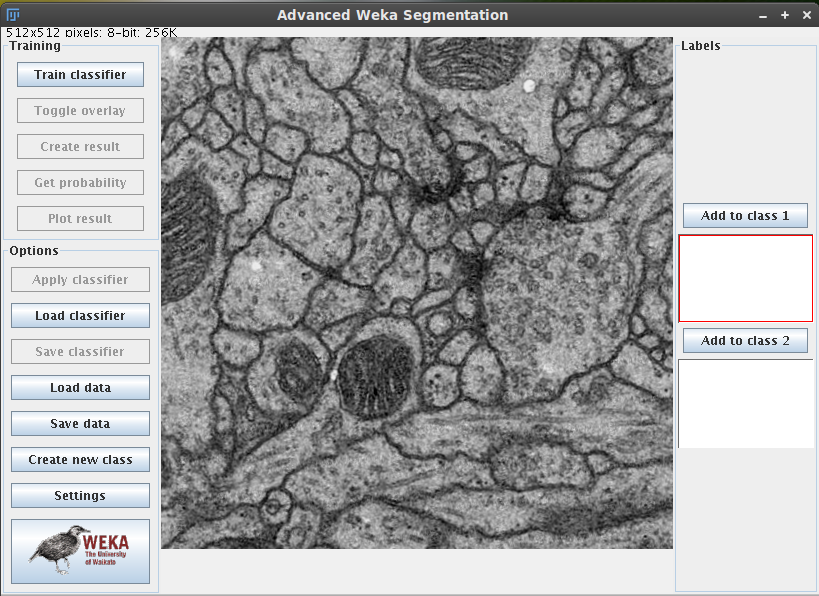 Advanced Weka Segmentation
512x512 pixels; 8-bit; 256K
Training
Train classifier
Toggle overlay
Create result
Get probability
Plot result
Options
Apply classifier
Load classifier
Save classifier
Load data
Save data
Create new class
Settings
WEKA
The University
of Waikato
Labels
Add to class 1
Add to class 2